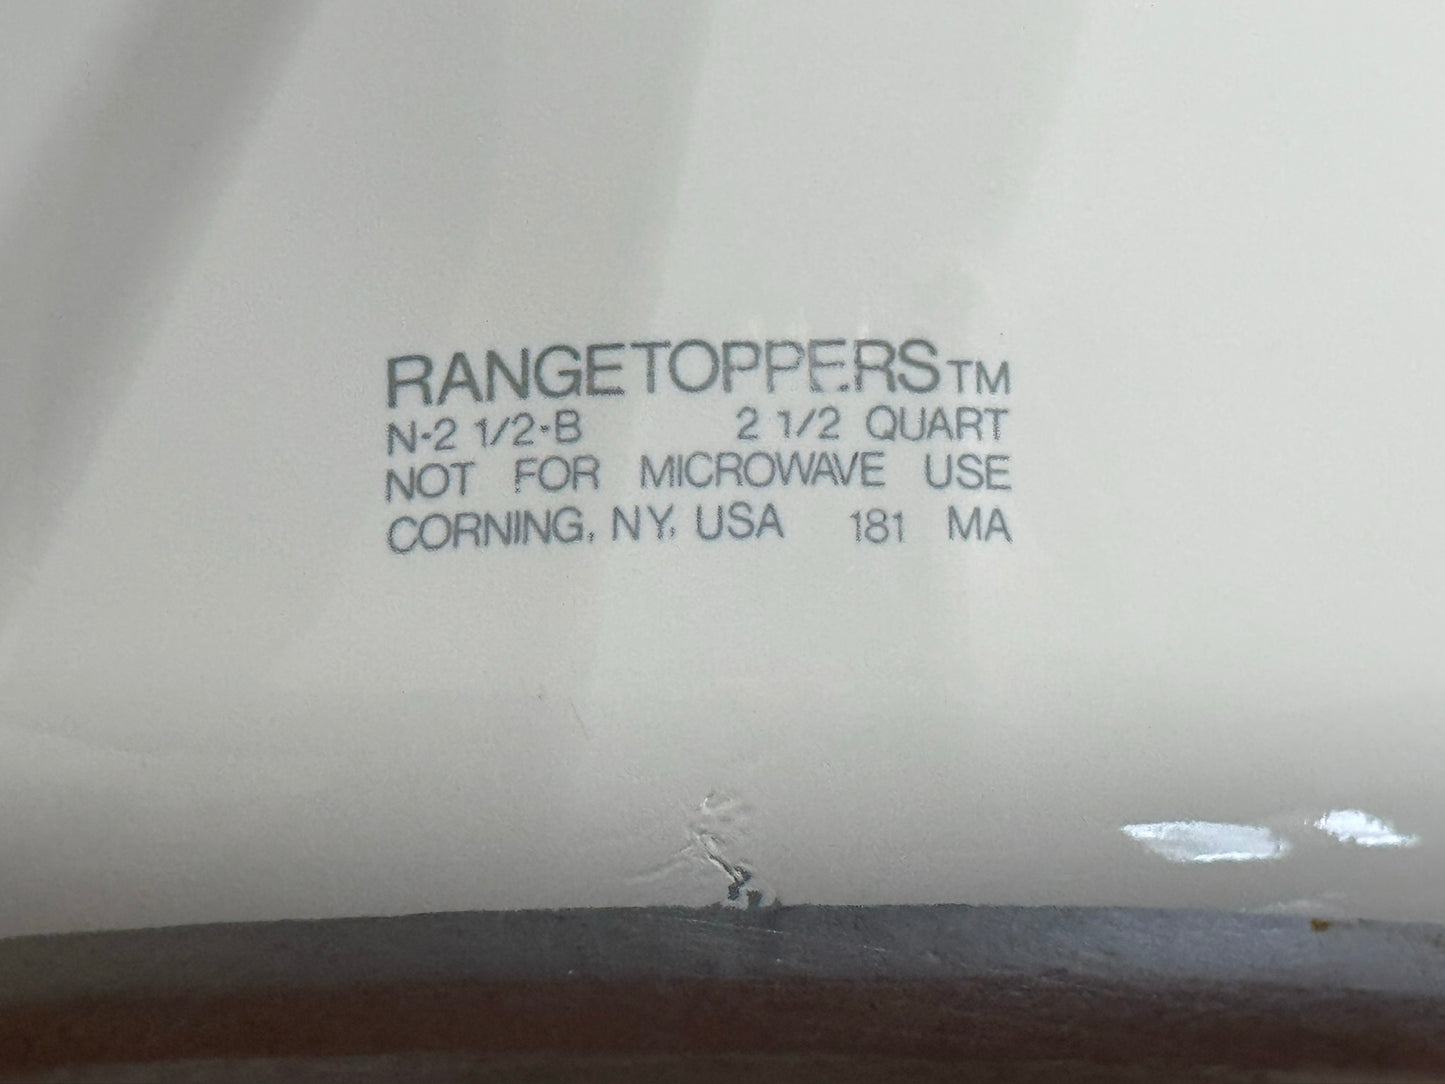 RANGETOPPERS™
N-2 1/2-B 2 1/2 QUART
NOT FOR MICROWAVE USE
CORNING, NY, USA 181 MA